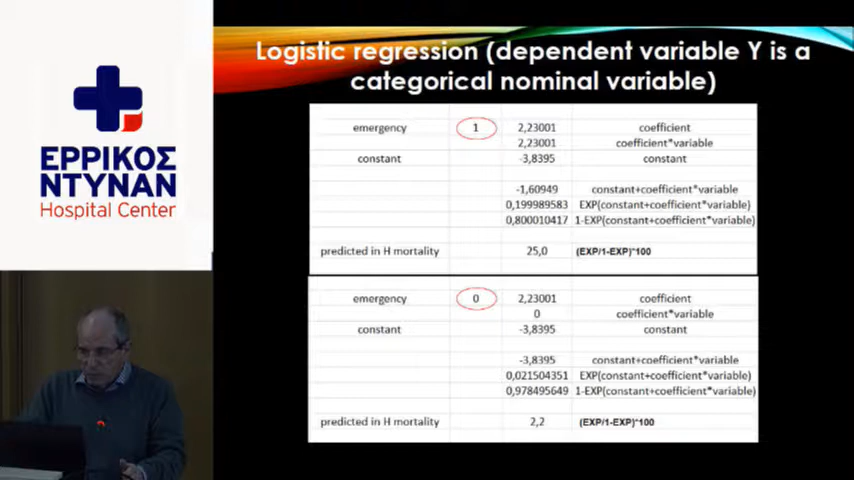 ΕΡΡΙΚΟΣ
ΝΤΥΝΑΝ
Hospital Center
Logistic regression (dependent variable Y is a
categorical nominal variable)
emergency 1 2,23001 coefficient
2,23001 coefficient*variable
constant -3,8395 constant
-1,60949 constant+coefficient*variable
0,199989583 EXP(constant+coefficient*variable)
0,800010417 1-EXP(constant+coefficient*variable)
predicted in H mortality 25,0 (EXP/1-EXP)*100
emergency 0 2,23001 coefficient
0 coefficient*variable
constant -3,8395 constant
-3,8395 constant+coefficient*variable
0,021504351 EXP(constant+coefficient*variable)
0,978495649 1-EXP(constant+coefficient*variable)
predicted in H mortality 2,2 (EXP/1-EXP)*100